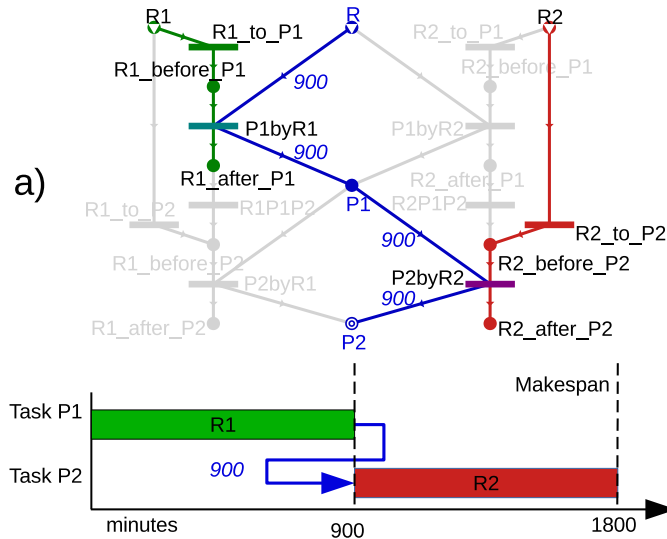 R1 R R2
R1_to_P1 R2_to_P1
R1_before_P1 900 R2_before_P1
P1byR1 P1byR2
900
a) R1_after_P1 R2_after_P1
R1_to_P2 R1P1P2 P1 R2P1P2
900 R2_to_P2
R1_before_P2 R2_before_P2
P2byR1 P2byR2
900
R1_after_P2 R2_after_P2
P2
Makespan
Task P1 R1
Task P2 900 R2
minutes 900 1800